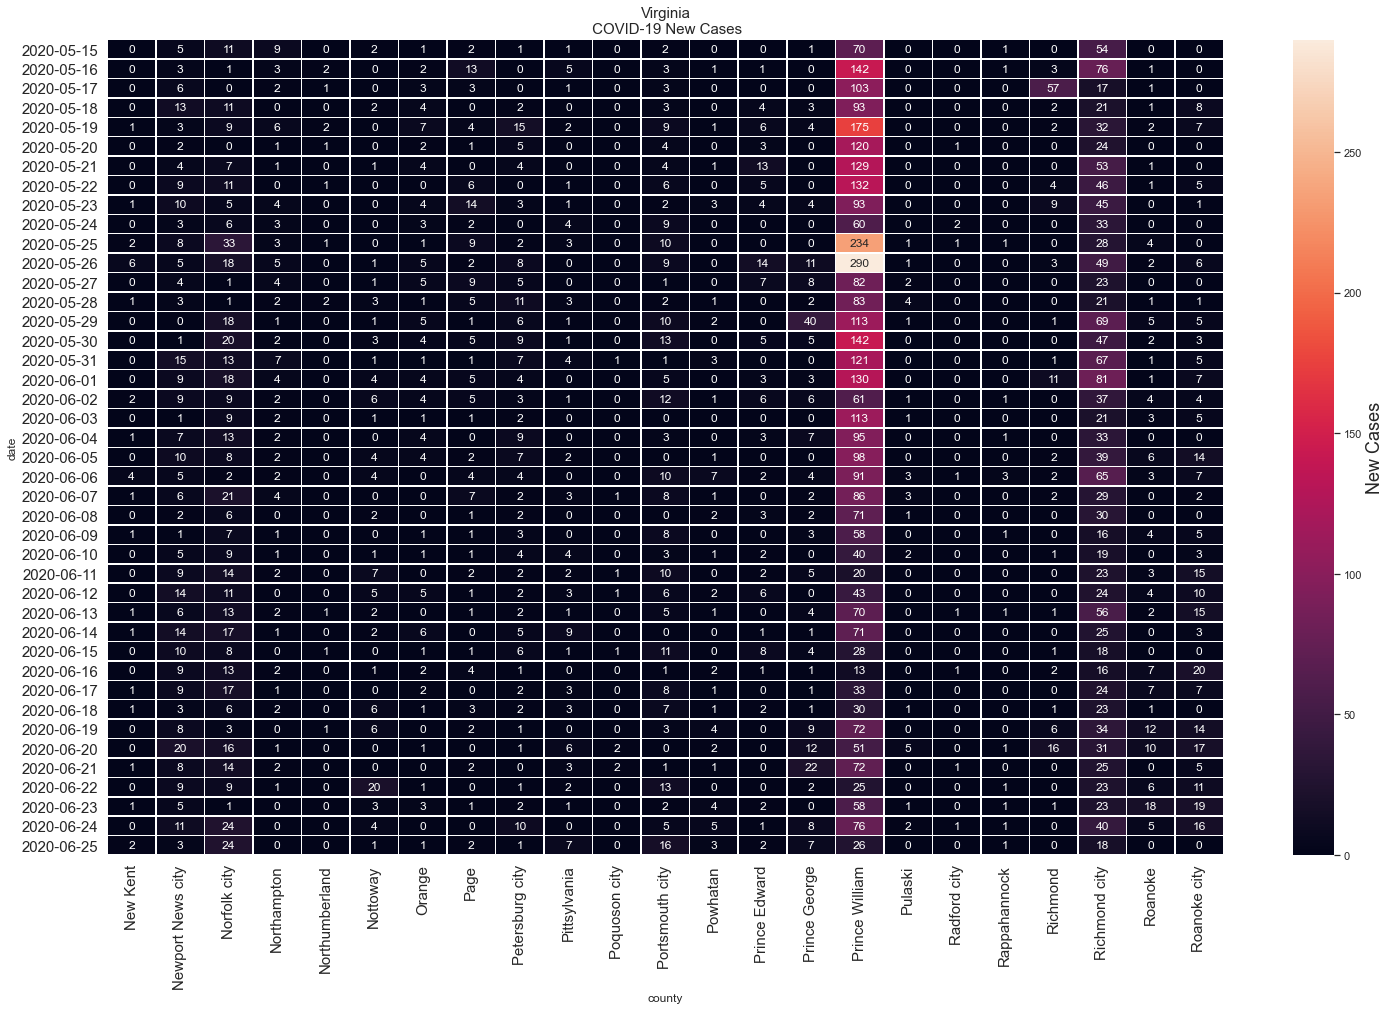 Virginia
COVID-19 New Cases
2020-05-15 0 5 11 9 0 2 1 2 1 1 0 2 0 0 1 70 0 0 1 0 54 0 0
2020-05-16 0 3 1 3 2 0 2 13 0 5 0 3 1 1 0 142 0 0 1 3 76 1 0
2020-05-17 0 6 0 2 1 0 3 3 0 1 0 3 0 0 0 103 0 0 0 57 17 1 0
2020-05-18 0 13 11 0 0 2 4 0 2 0 0 3 0 4 3 93 0 0 0 2 21 1 8
2020-05-19 1 3 9 6 2 0 7 4 15 2 0 9 1 6 4 175 0 0 0 2 32 2 7
2020-05-20 0 2 0 1 1 0 2 1 5 0 0 4 0 3 0 120 0 1 0 0 24 0 0
2020-05-21 0 4 7 1 0 1 4 0 4 0 0 4 1 13 0 129 0 0 0 0 53 1 0
2020-05-22 0 9 11 0 1 0 0 6 0 1 0 6 0 5 0 132 0 0 0 4 46 1 5
2020-05-23 1 10 5 4 0 0 4 14 3 1 0 2 3 4 4 93 0 0 0 9 45 0 1
2020-05-24 0 3 6 3 0 0 3 2 0 4 0 9 0 0 0 60 0 2 0 0 33 0 0
2020-05-25 2 8 33 3 1 0 1 9 2 3 0 10 0 0 0 234 1 1 1 0 28 4 0
2020-05-26 6 5 18 5 0 1 5 2 8 0 0 9 0 14 11 290 1 0 0 3 49 2 6
2020-05-27 0 4 1 4 0 1 5 9 5 0 0 1 0 7 8 82 2 0 0 0 23 0 0
2020-05-28 1 3 1 2 2 3 1 5 11 3 0 2 1 0 2 83 4 0 0 0 21 1 1
2020-05-29 0 0 18 1 0 1 5 1 6 1 0 10 2 0 40 113 1 0 0 1 69 5 5
2020-05-30 0 1 20 2 0 3 4 5 9 1 0 13 0 5 5 142 0 0 0 0 47 2 3
2020-05-31 0 15 13 7 0 1 1 1 7 4 1 1 3 0 0 121 0 0 0 1 67 1 5
2020-06-01 0 9 18 4 0 4 4 5 4 0 0 5 0 3 3 130 0 0 0 11 81 1 7
2020-06-02 2 9 9 2 0 6 4 5 3 1 0 12 1 6 6 61 1 0 1 0 37 4 4
2020-06-03 0 1 9 2 0 1 1 1 2 0 0 0 0 0 0 113 0 0 0 0 21 3 5
2020-06-04 1 7 13 2 0 0 4 0 9 0 0 3 0 3 7 95 0 0 1 0 33 0 0
2020-06-05 0 10 8 2 0 4 4 2 7 2 0 0 1 0 0 98 0 0 0 2 39 6 14
2020-06-06 4 5 2 2 0 4 0 4 4 0 0 10 7 2 4 91 3 1 3 2 65 3 7
2020-06-07 1 6 21 4 0 0 0 7 2 3 1 8 1 0 2 86 3 0 0 2 29 0 2
2020-06-08 0 2 6 0 0 2 0 1 2 0 0 0 2 3 2 71 1 0 0 0 30 0 0
2020-06-09 1 1 7 1 0 0 1 1 3 0 0 8 0 0 3 58 0 0 1 0 16 4 5
2020-06-10 0 5 9 1 0 1 1 1 4 4 0 3 1 2 0 40 2 0 0 1 19 0 3
2020-06-11 0 9 14 2 0 7 0 2 2 2 1 10 0 2 5 20 0 0 0 0 23 3 15
2020-06-12 0 14 11 0 0 5 5 1 2 3 1 6 2 6 0 43 0 0 0 0 24 4 10
2020-06-13 1 6 13 2 1 2 0 1 2 1 0 5 1 0 4 70 0 1 1 1 56 2 15
2020-06-14 1 14 17 1 0 2 6 0 5 9 0 0 0 1 1 71 0 0 0 0 25 0 3
2020-06-15 0 10 8 0 1 0 1 1 6 1 1 11 0 8 4 28 0 0 0 1 18 0 0
2020-06-16 0 9 13 2 0 1 2 4 1 0 0 1 2 1 1 13 0 1 0 2 16 7 20
2020-06-17 1 9 17 1 0 0 2 0 2 3 0 8 1 0 1 33 0 0 0 0 24 7 7
2020-06-18 1 3 6 2 0 6 1 3 2 3 0 7 1 2 1 30 1 0 0 1 23 1 0
2020-06-19 0 8 3 0 1 6 0 2 1 0 0 3 4 0 9 72 0 0 0 6 34 12 14
2020-06-20 0 20 16 1 0 0 1 0 1 6 2 0 2 0 12 51 5 0 1 16 31 10 17
2020-06-21 1 8 14 2 0 0 0 2 0 3 2 1 1 0 22 72 0 1 0 0 25 0 5
2020-06-22 0 9 9 1 0 20 1 0 1 2 0 13 0 0 2 25 0 0 1 0 23 6 11
2020-06-23 1 5 1 0 0 3 3 1 2 1 0 2 4 2 0 58 1 0 1 1 23 18 19
2020-06-24 0 11 24 0 0 4 0 0 10 0 0 5 5 1 8 76 2 1 1 0 40 5 16
2020-06-25 2 3 24 0 0 1 1 2 1 7 0 16 3 2 7 26 0 0 1 0 18 0 0
date
New Kent
Newport News city
Norfolk city
Northampton
Northumberland
Nottoway
Orange
Page
Petersburg city
Pittsylvania
Poquoson city
Portsmouth city
Powhatan
Prince Edward
Prince George
Prince William
Pulaski
Radford city
Rappahannock
Richmond
Richmond city
Roanoke
Roanoke city
county
250
200
150
100
50
0
New Cases